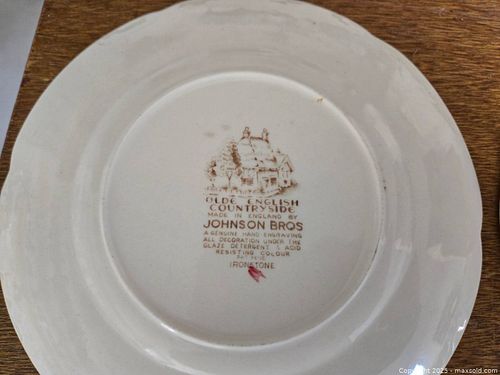 OLDE ENGLISH
COUNTRYSIDE
MADE IN ENGLAND BY
JOHNSON BROS
A GENUINE HAND ENGRAVING
ALL DECORATION UNDER THE
GLAZE DETERGENT & ACID
RESISTING COLOUR
IRONSTONE
Copyright 2025 - maxsold.com